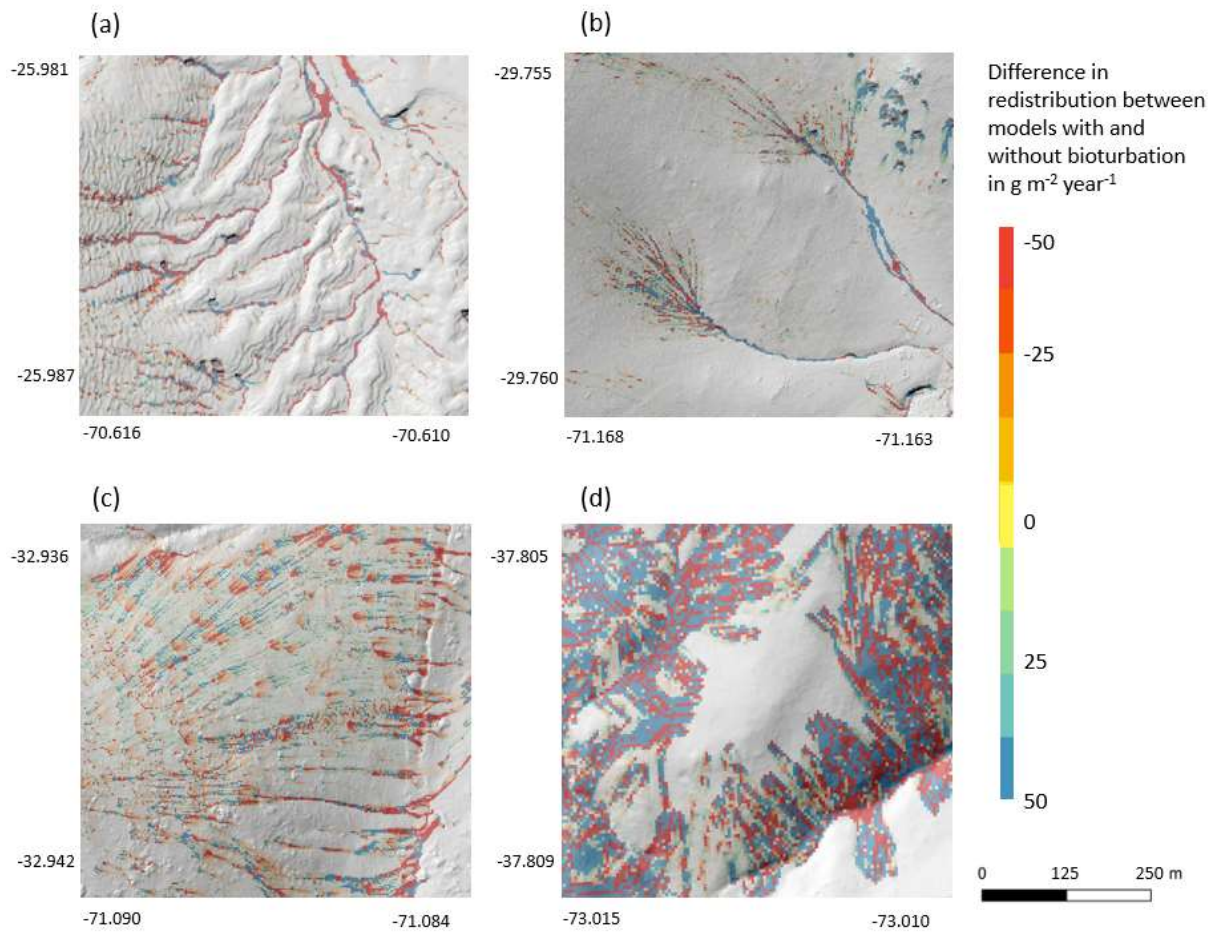 (a)
(b)
-25.981
-25.987
-70.616
-70.610
-29.755
-29.760
-71.168
-71.163
Difference in
redistribution between
models with and
without bioturbation
in g m⁻² year⁻¹
-50
-25
0
25
50
(c)
(d)
-32.936
-32.942
-71.090
-71.084
-37.805
-37.809
-73.015
-73.010
0 125 250 m